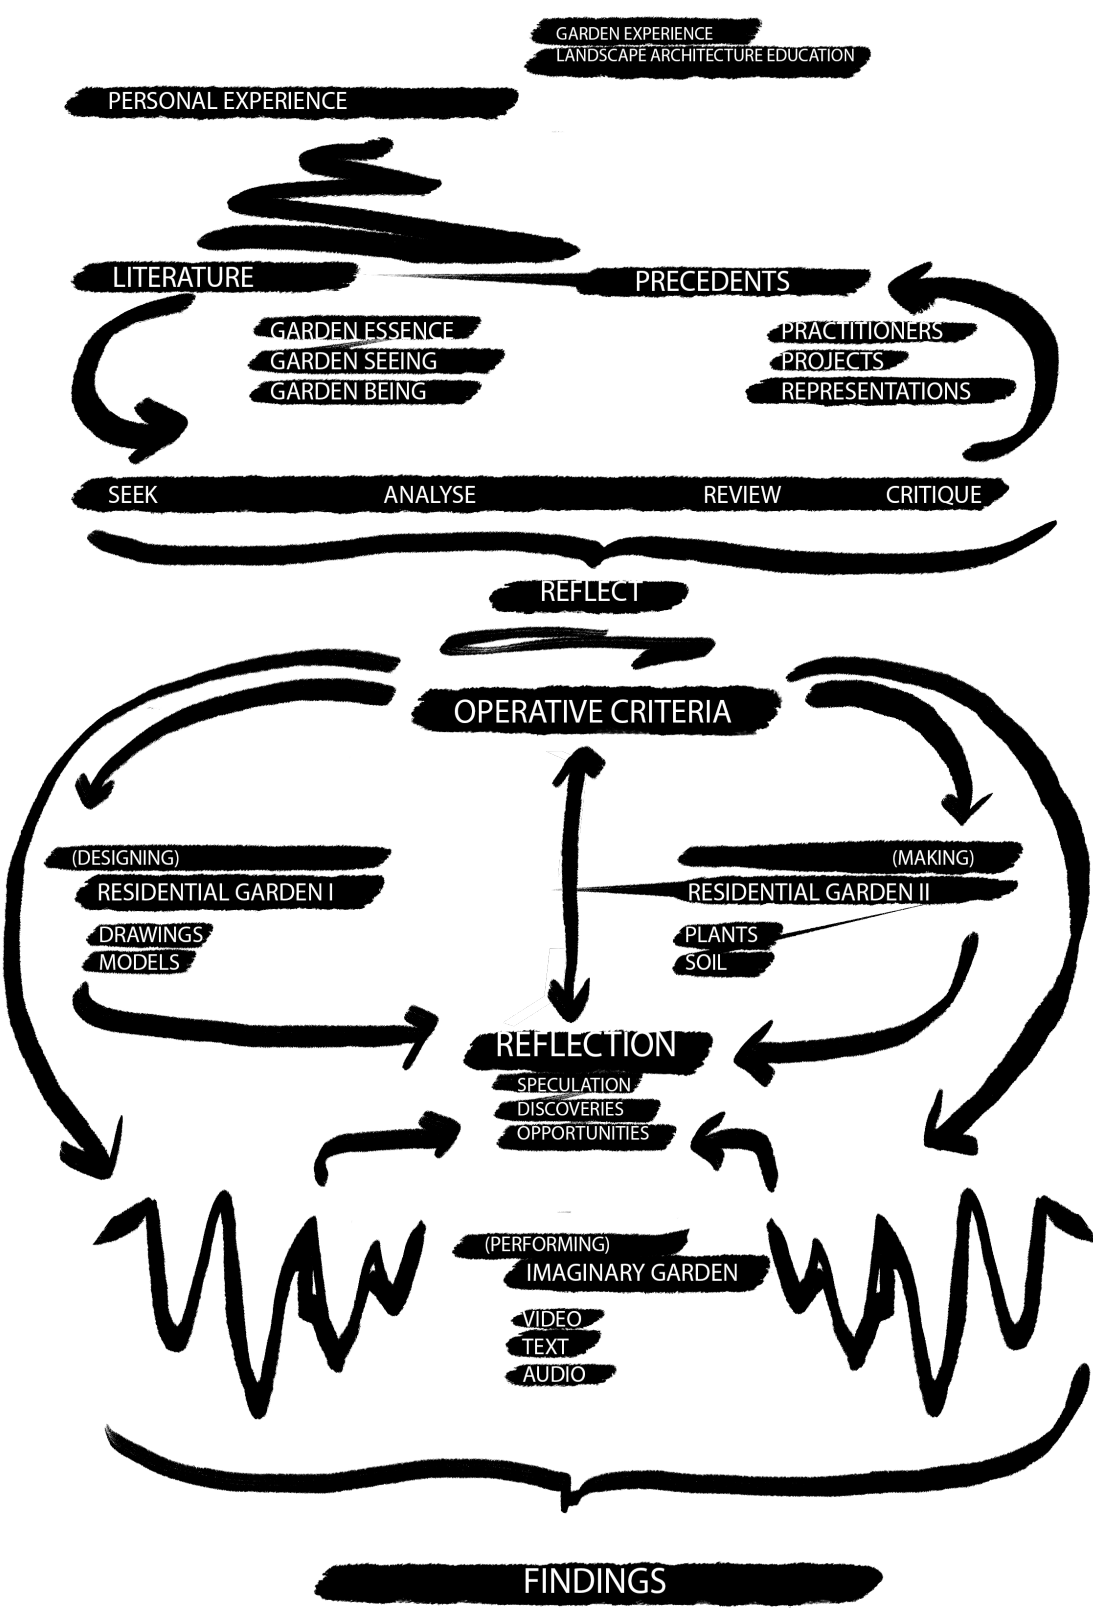 GARDEN EXPERIENCE
LANDSCAPE ARCHITECTURE EDUCATION
PERSONAL EXPERIENCE
LITERATURE
PRECEDENTS
GARDEN ESSENCE
GARDEN SEEING
GARDEN BEING
PRACTITIONERS
PROJECTS
REPRESENTATIONS
SEEK ANALYSE REVIEW CRITIQUE
REFLECT
OPERATIVE CRITERIA
(DESIGNING)
RESIDENTIAL GARDEN I
DRAWINGS
MODELS
(MAKING)
RESIDENTIAL GARDEN II
PLANTS
SOIL
REFLECTION
SPECULATION
DISCOVERIES
OPPORTUNITIES
(PERFORMING)
IMAGINARY GARDEN
VIDEO
TEXT
AUDIO
FINDINGS